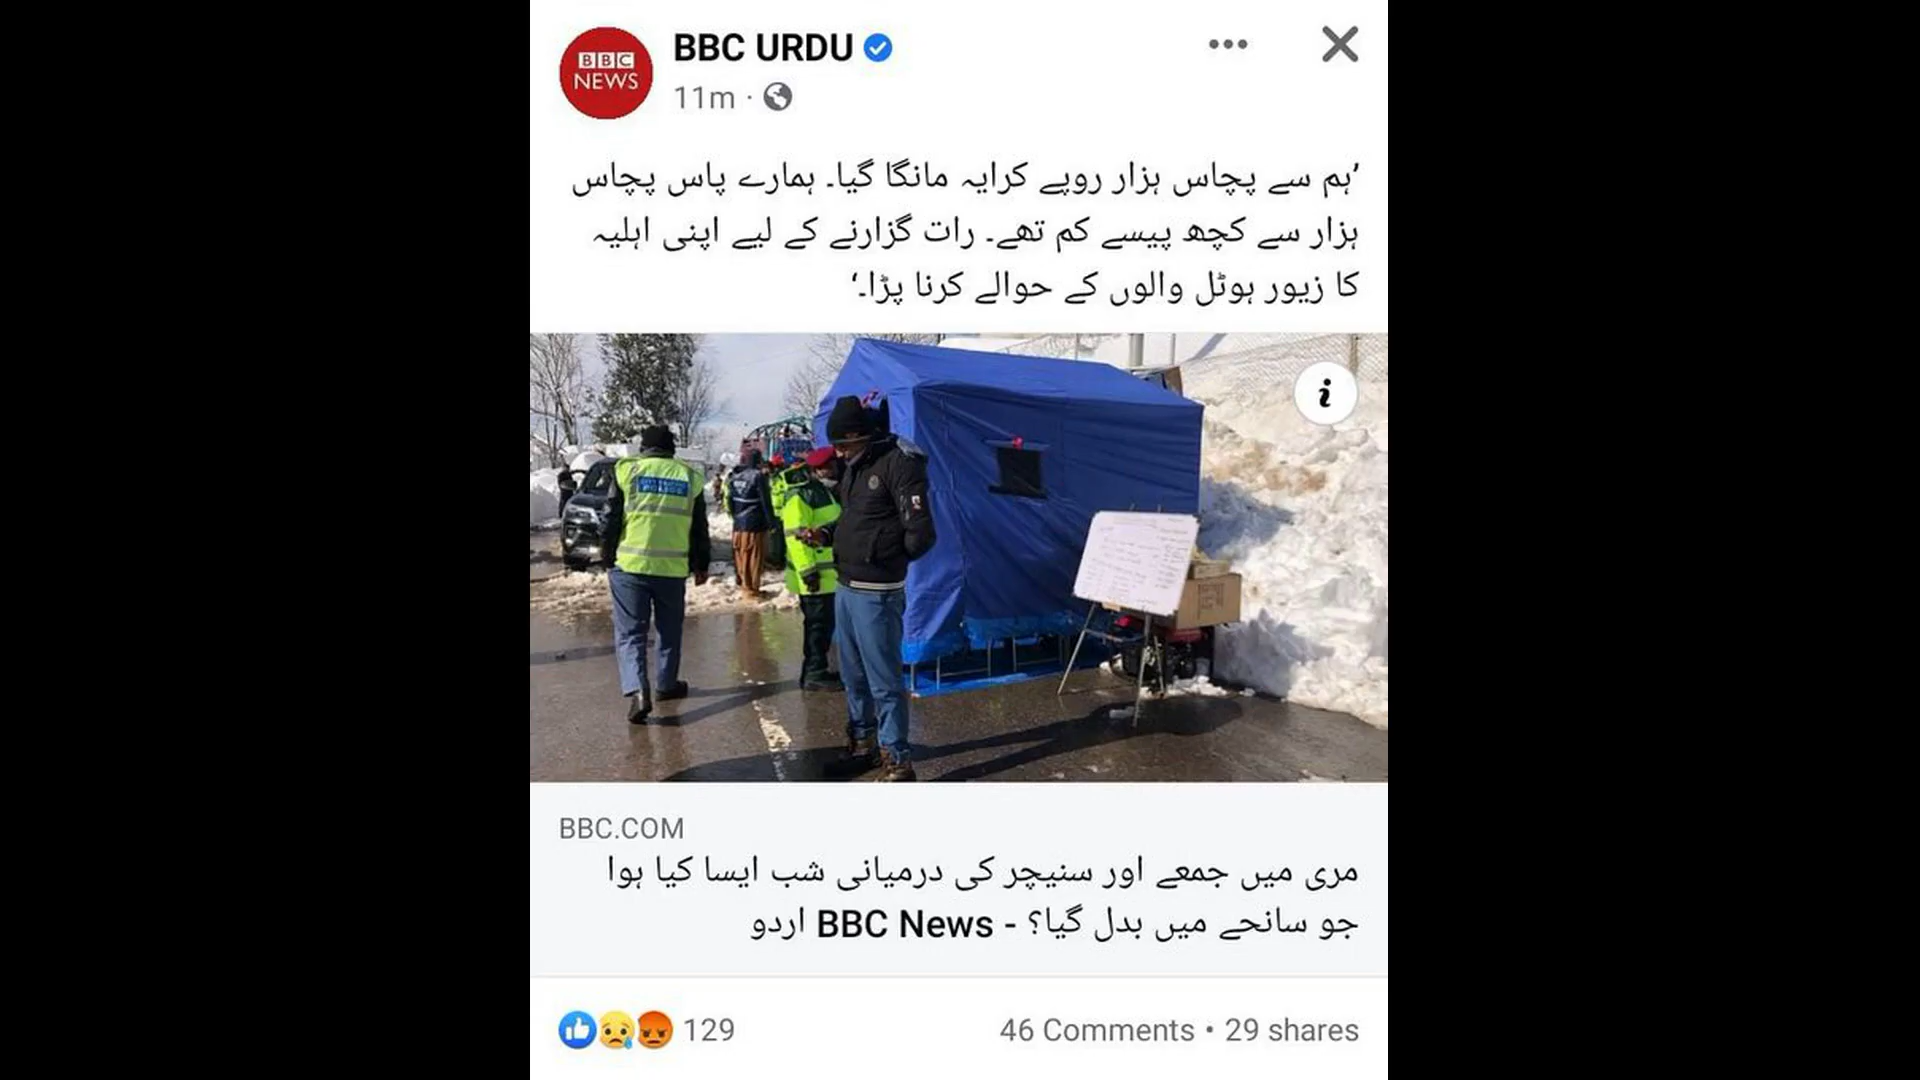 BBC
NEWS
BBC URDU
11m ·
’ہم سے پچاس ہزار روپے کرایہ مانگا گیا۔ ہمارے پاس پچاس
ہزار سے کچھ پیسے کم تھے۔ رات گزارنے کے لیے اپنی اہلیہ
کا زیور ہوٹل والوں کے حوالے کرنا پڑا۔‘
POLICE
BBC.COM
مری میں جمعے اور سنیچر کی درمیانی شب ایسا کیا ہوا
جو سانحے میں بدل گیا؟ - BBC News اردو
129
46 Comments • 29 shares